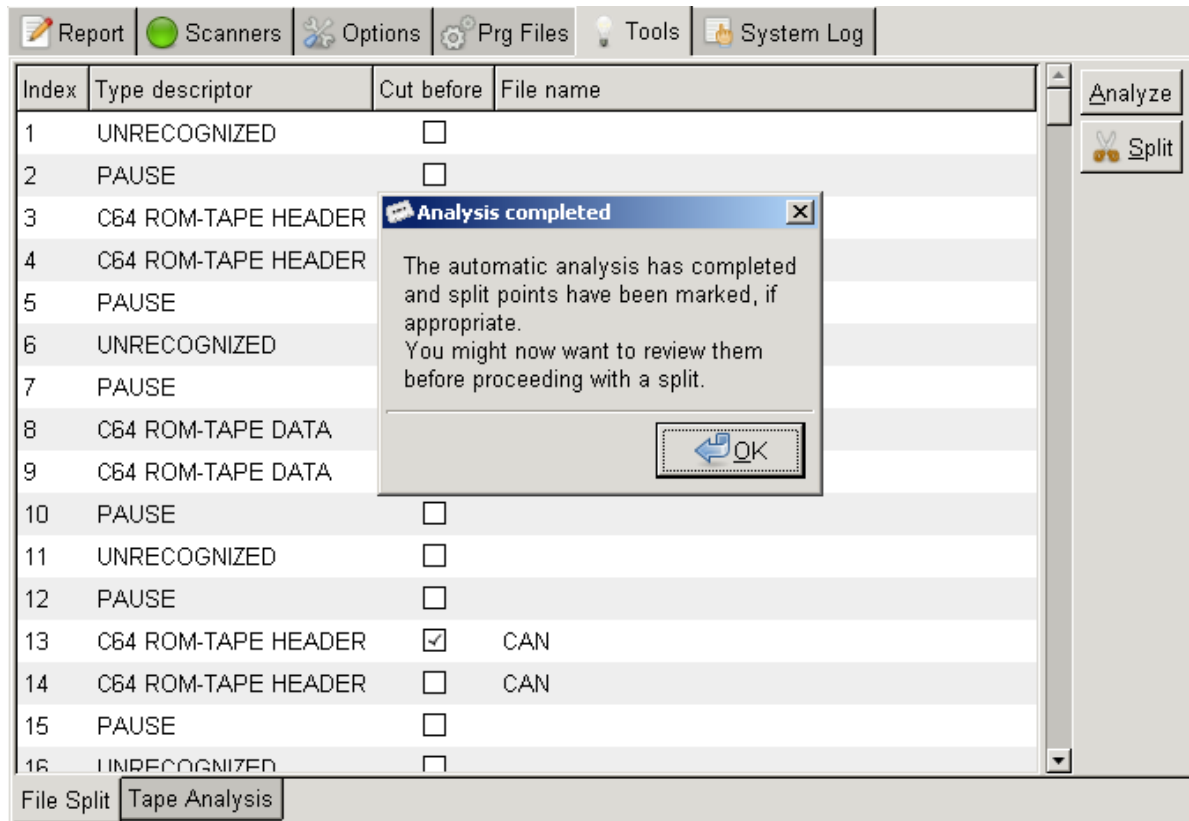 Report Scanners Options Prg Files Tools System Log
Index Type descriptor Cut before File name
Analyze
Split
1 UNRECOGNIZED
2 PAUSE
3 C64 ROM-TAPE HEADER
4 C64 ROM-TAPE HEADER
5 PAUSE
6 UNRECOGNIZED
7 PAUSE
8 C64 ROM-TAPE DATA
9 C64 ROM-TAPE DATA
10 PAUSE
11 UNRECOGNIZED
12 PAUSE
13 C64 ROM-TAPE HEADER CAN
14 C64 ROM-TAPE HEADER CAN
15 PAUSE
16 UNRECOGNIZED
Analysis completed
The automatic analysis has completed
and split points have been marked, if
appropriate.
You might now want to review them
before proceeding with a split.
OK
File Split Tape Analysis